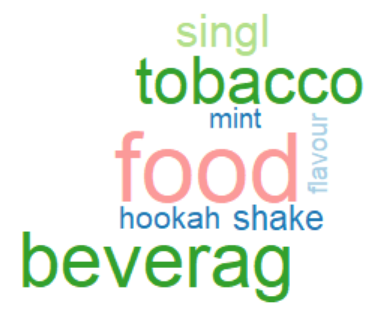 singl
tobacco
mint
flavour
food
hookah shake
beverag